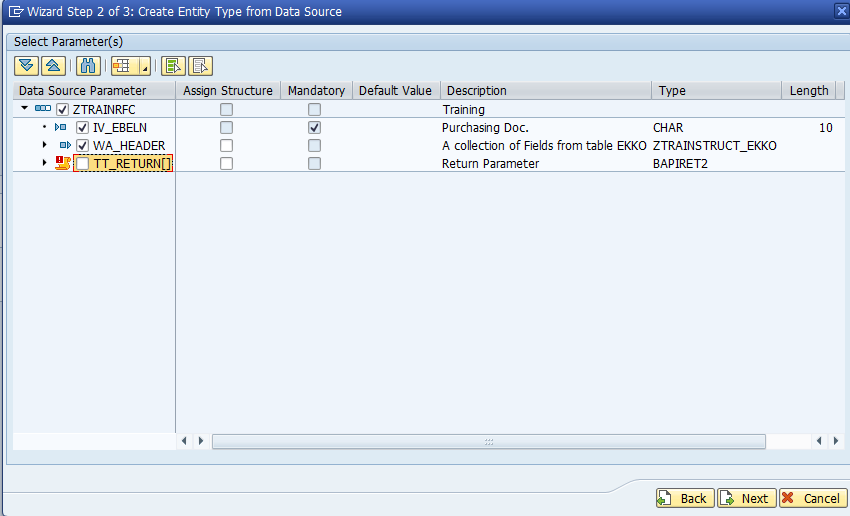 Wizard Step 2 of 3: Create Entity Type from Data Source
Select Parameter(s)
Data Source Parameter Assign Structure Mandatory Default Value Description Type Length
ZTRAINRFC Training
IV_EBELN Purchasing Doc. CHAR 10
WA_HEADER A collection of Fields from table EKKO ZTRAINSTRUCT_EKKO
TT_RETURN[] Return Parameter BAPIRET2
Back Next Cancel